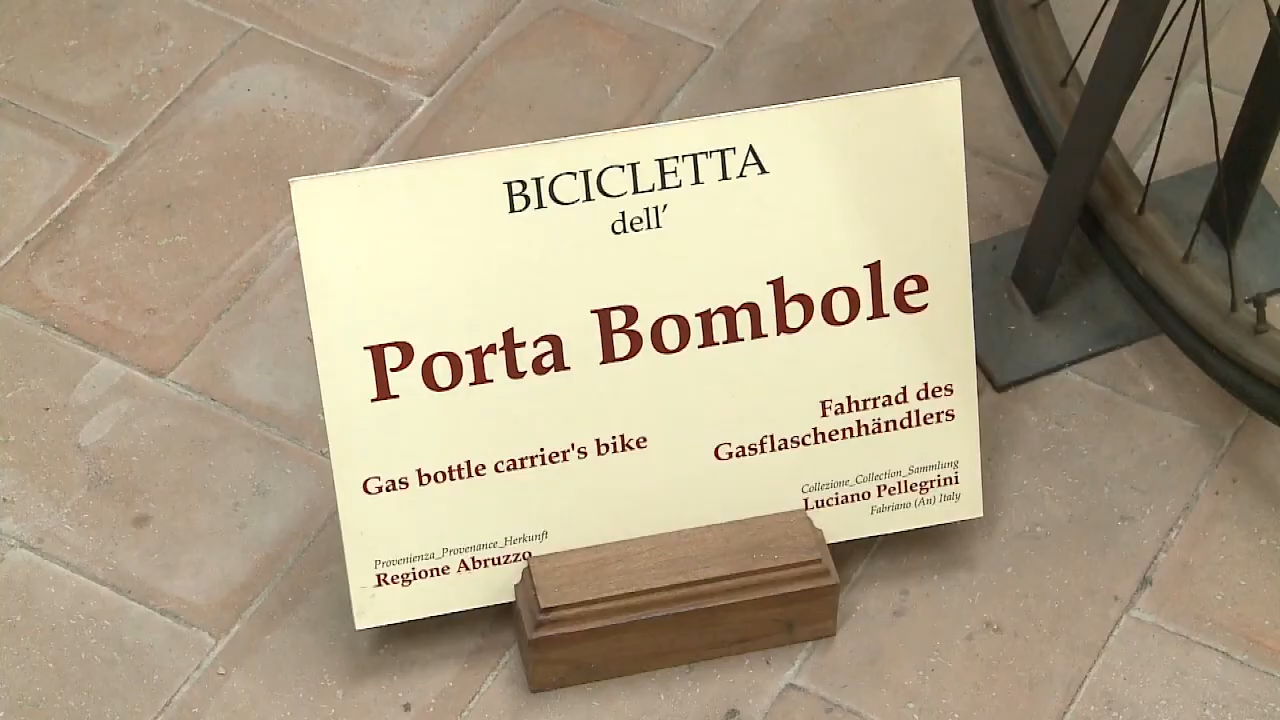 BICICLETTA
dell'
Porta Bombole
Gas bottle carrier's bike
Fahrrad des
Gasflaschenhändlers
Provenienza_Provenance_Herkunft
Regione Abruzzo
Collezione_Collection_Sammlung
Luciano Pellegrini
Fabriano (An) Italy